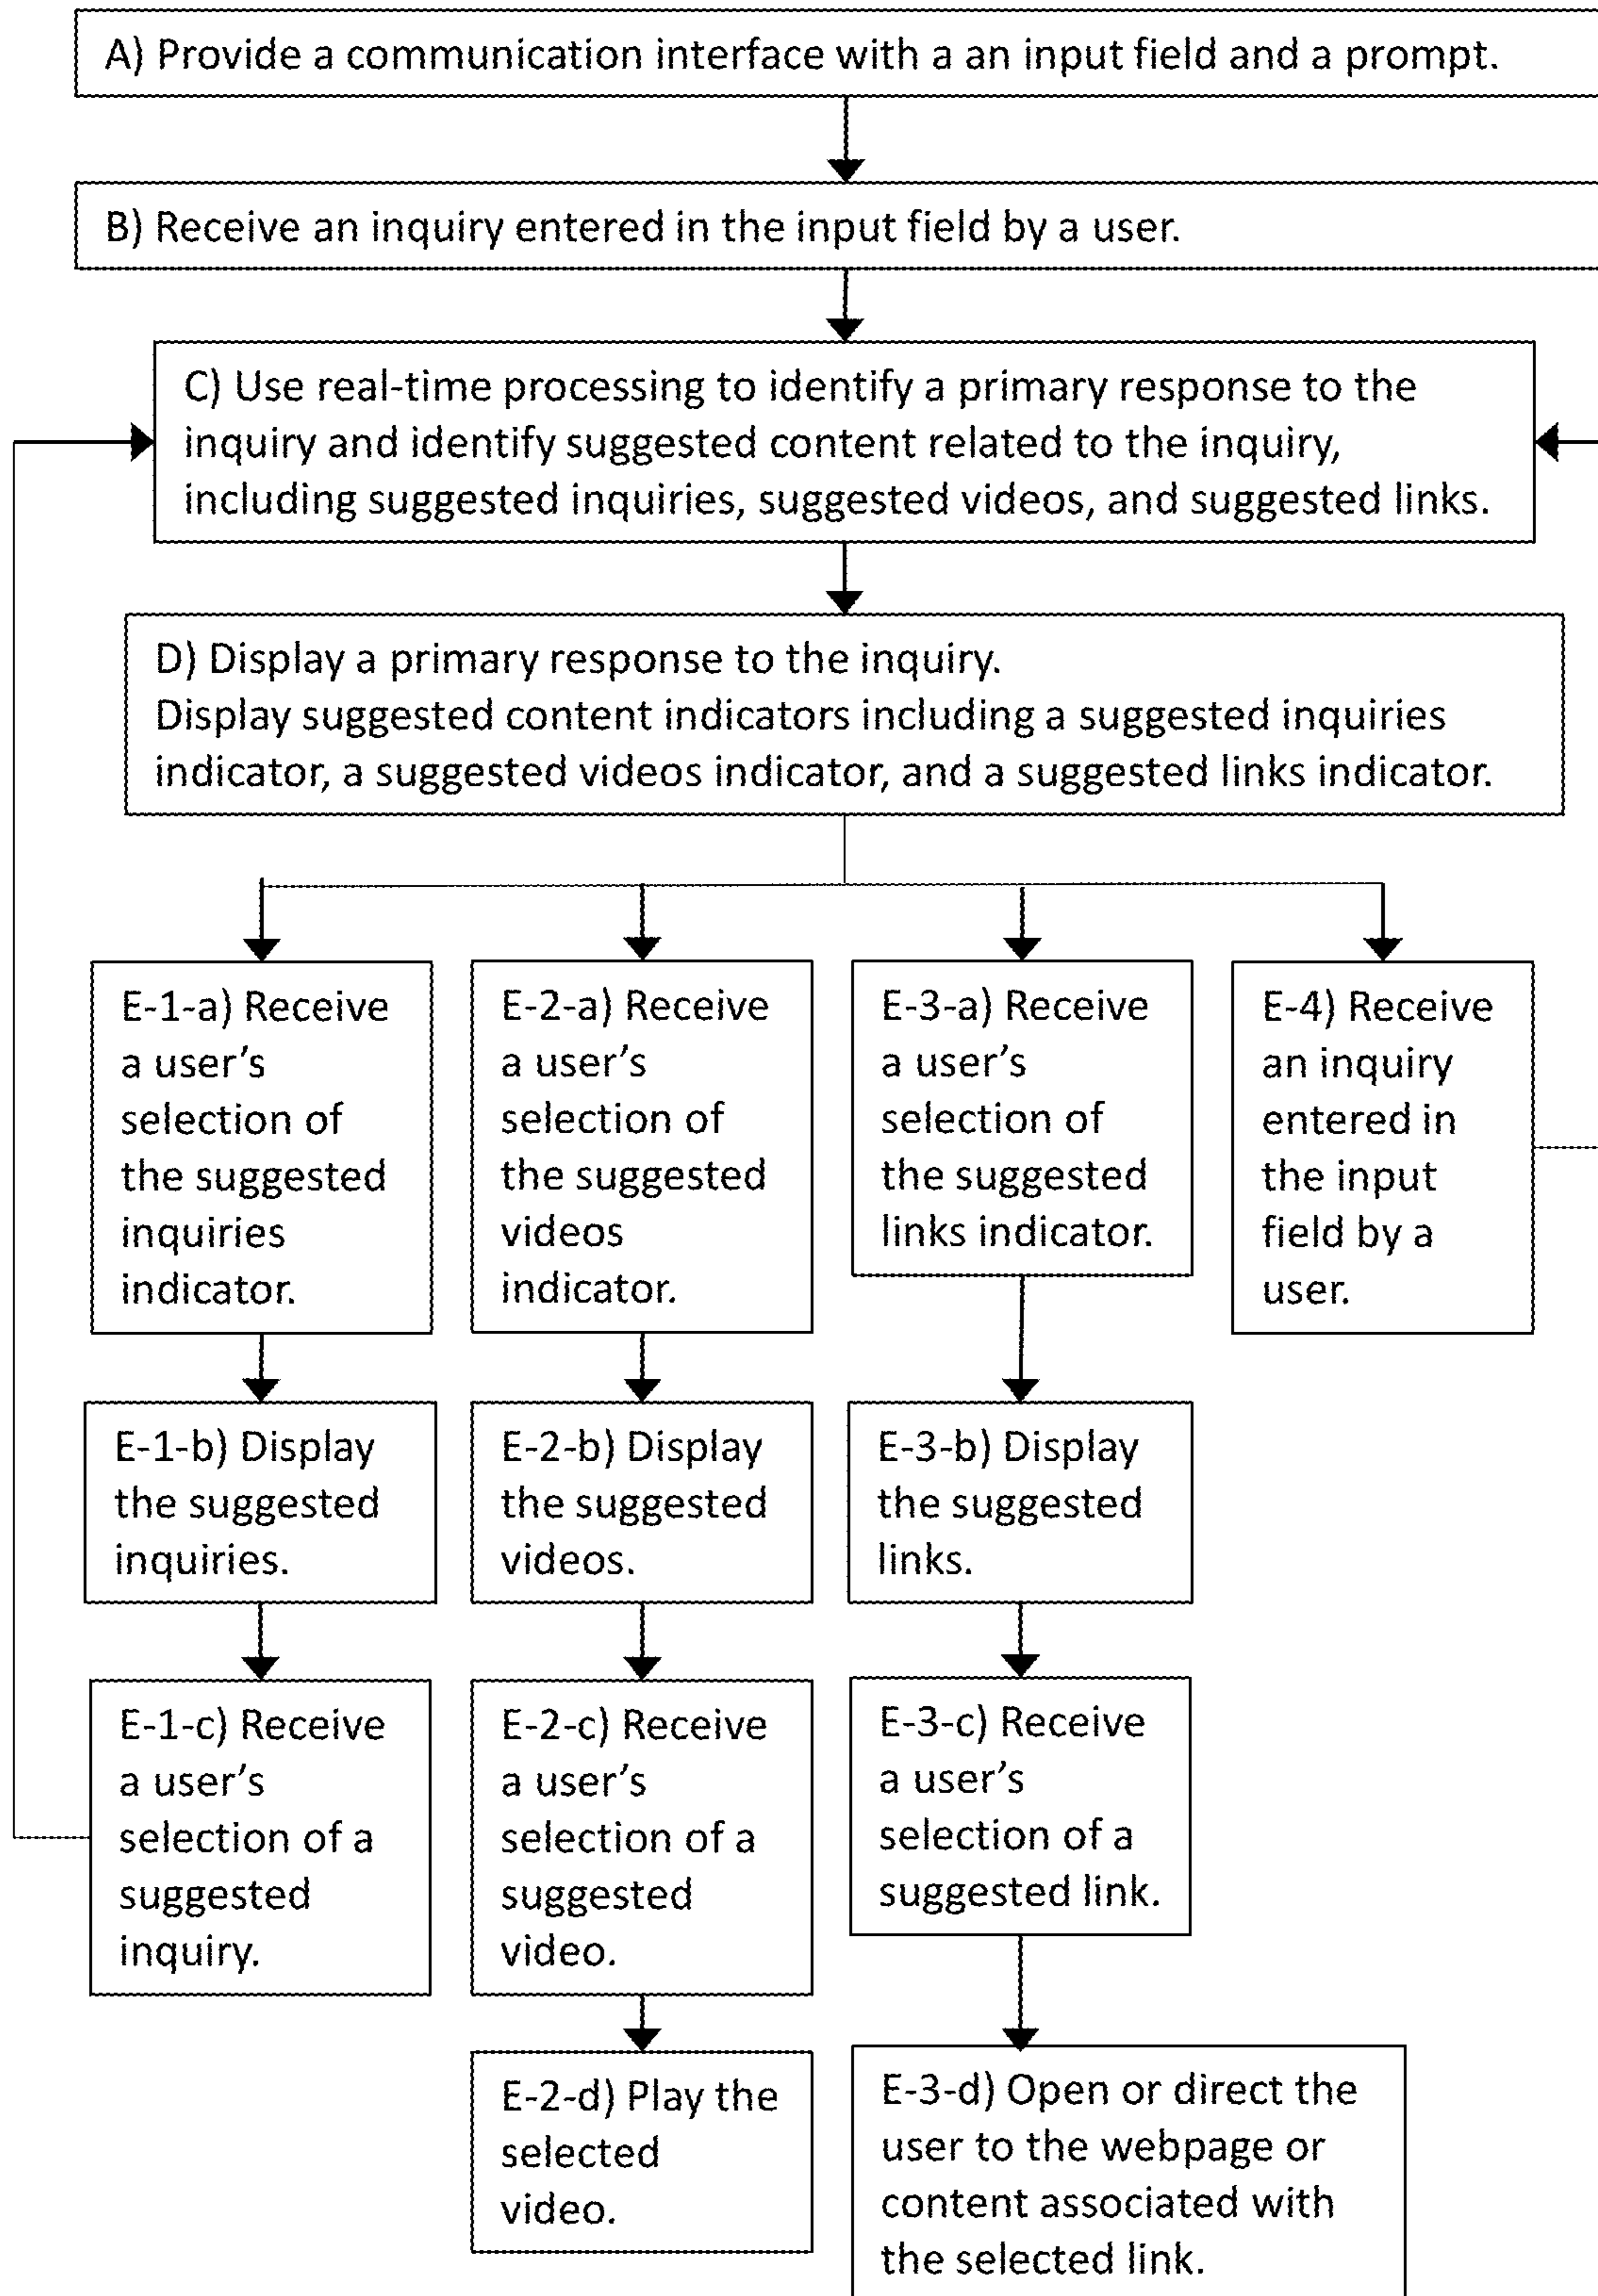 A) Provide a communication interface with a an input field and a prompt.
B) Receive an inquiry entered in the input field by a user.
C) Use real-time processing to identify a primary response to the
inquiry and identify suggested content related to the inquiry,
including suggested inquiries, suggested videos, and suggested links.
D) Display a primary response to the inquiry.
Display suggested content indicators including a suggested inquiries
indicator, a suggested videos indicator, and a suggested links indicator.
E-1-a) Receive
a user’s
selection of
the suggested
inquiries
indicator.
E-2-a) Receive
a user’s
selection of
the suggested
videos
indicator.
E-3-a) Receive
a user’s
selection of
the suggested
links indicator.
E-4) Receive
an inquiry
entered in
the input
field by a
user.
E-1-b) Display
the suggested
inquiries.
E-2-b) Display
the suggested
videos.
E-3-b) Display
the suggested
links.
E-1-c) Receive
a user’s
selection of a
suggested
inquiry.
E-2-c) Receive
a user’s
selection of a
suggested
video.
E-3-c) Receive
a user’s
selection of a
suggested link.
E-2-d) Play the
selected
video.
E-3-d) Open or direct the
user to the webpage or
content associated with
the selected link.